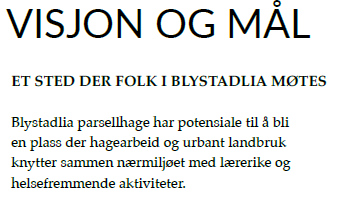 VISJON OG MÅL
ET STED DER FOLK I BLYSTADLIA MØTES
Blystadlia parsellhage har potensiale til å bli
en plass der hagearbeid og urbant landbruk
knytter sammen nærmiljøet med lærerike og
helsefremmende aktiviteter.